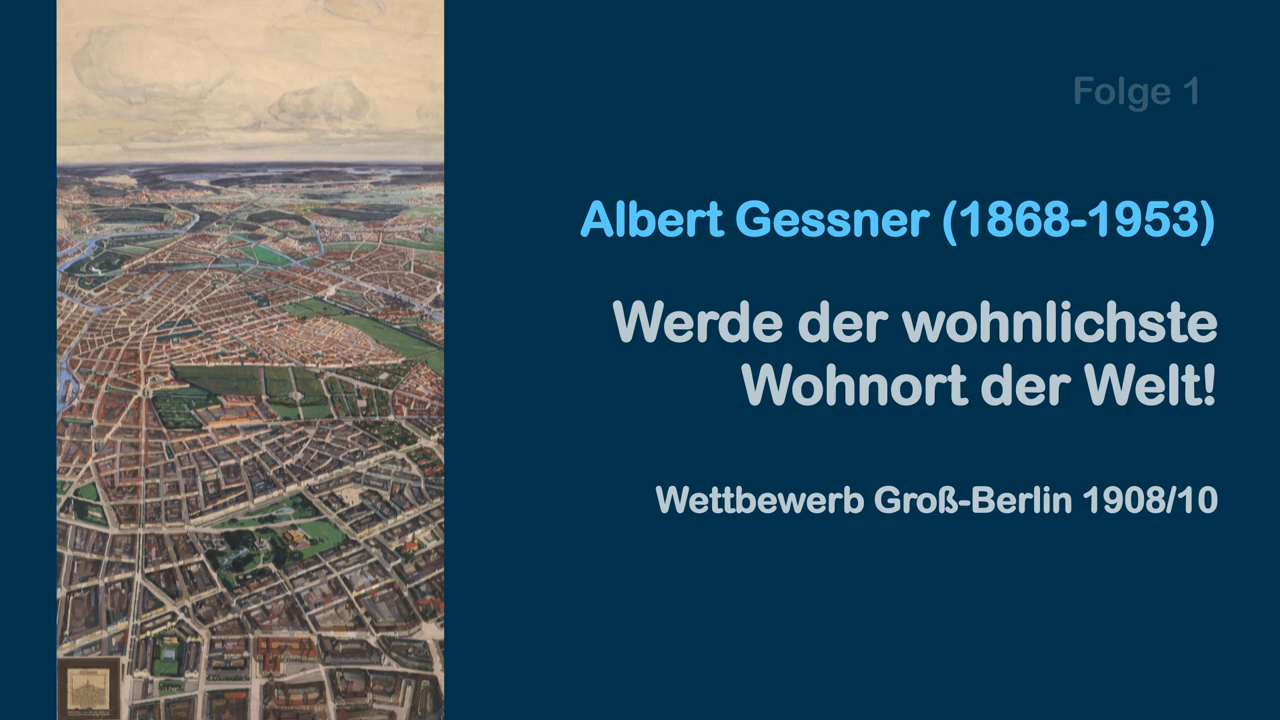 Folge 1
Albert Gessner (1868-1953)
Werde der wohnlichste
Wohnort der Welt!
Wettbewerb Groß-Berlin 1908/10